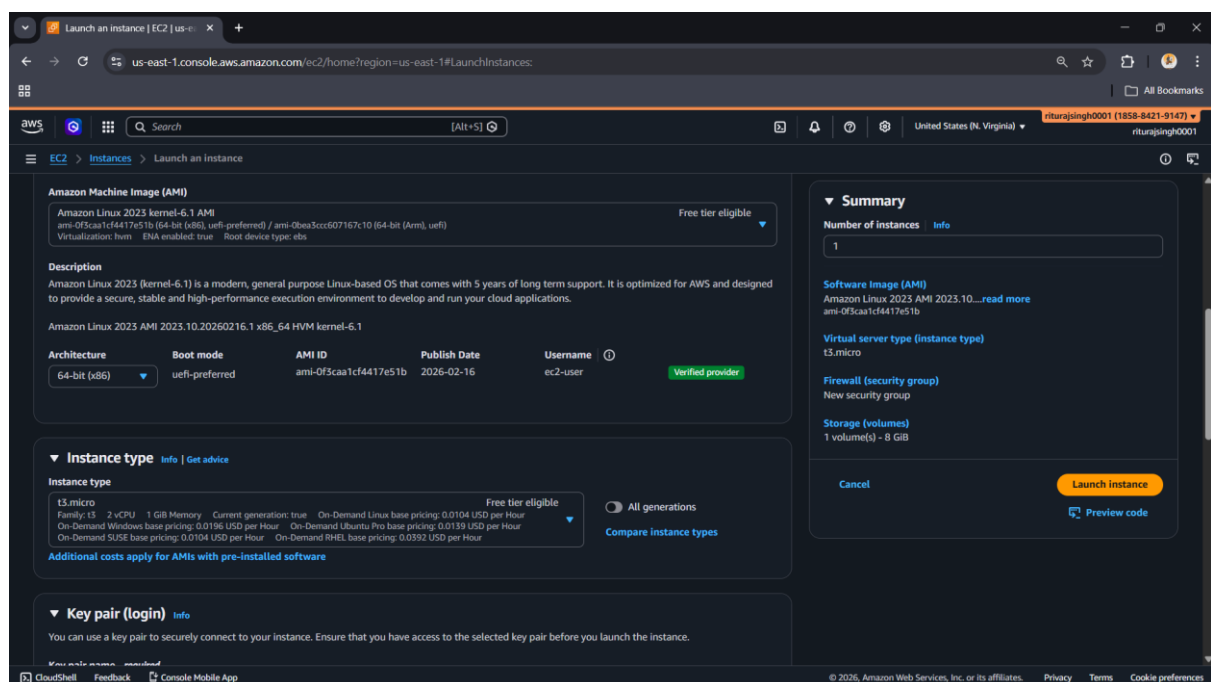 Launch an instance | EC2 | us-e
us-east-1.console.aws.amazon.com/ec2/home?region=us-east-1#LaunchInstances:
All Bookmarks
aws
Search
[Alt+S]
United States (N. Virginia)
riturajsingh0001 (1858-8421-9147)
riturajsingh0001
EC2 > Instances > Launch an instance
Amazon Machine Image (AMI)
Amazon Linux 2023 kernel-6.1 AMI
Free tier eligible
ami-0f3caa1cf4417e51b (64-bit (x86), uefi-preferred) / ami-0bea3ccc607167c10 (64-bit (Arm), uefi)
Virtualization: hvm ENA enabled: true Root device type: ebs
Description
Amazon Linux 2023 (kernel-6.1) is a modern, general purpose Linux-based OS that comes with 5 years of long term support. It is optimized for AWS and designed
to provide a secure, stable and high-performance execution environment to develop and run your cloud applications.
Amazon Linux 2023 AMI 2023.10.20260216.1 x86_64 HVM kernel-6.1
Architecture Boot mode AMI ID Publish Date Username
64-bit (x86) uefi-preferred ami-0f3caa1cf4417e51b 2026-02-16 ec2-user Verified provider
Instance type Info | Get advice
Instance type
t3.micro
Free tier eligible
Family: t3 2 vCPU 1 GiB Memory Current generation: true On-Demand Linux base pricing: 0.0104 USD per Hour
On-Demand Windows base pricing: 0.0196 USD per Hour On-Demand Ubuntu Pro base pricing: 0.0139 USD per Hour
On-Demand SUSE base pricing: 0.0104 USD per Hour On-Demand RHEL base pricing: 0.0392 USD per Hour
All generations
Compare instance types
Additional costs apply for AMIs with pre-installed software
Key pair (login) Info
You can use a key pair to securely connect to your instance. Ensure that you have access to the selected key pair before you launch the instance.
Key pair name - required
Summary
Number of instances Info
1
Software Image (AMI)
Amazon Linux 2023 AMI 2023.10....read more
ami-0f3caa1cf4417e51b
Virtual server type (instance type)
t3.micro
Firewall (security group)
New security group
Storage (volumes)
1 volume(s) - 8 GiB
Cancel
Launch instance
Preview code
CloudShell Feedback Console Mobile App
© 2026, Amazon Web Services, Inc. or its affiliates. Privacy Terms Cookie preferences